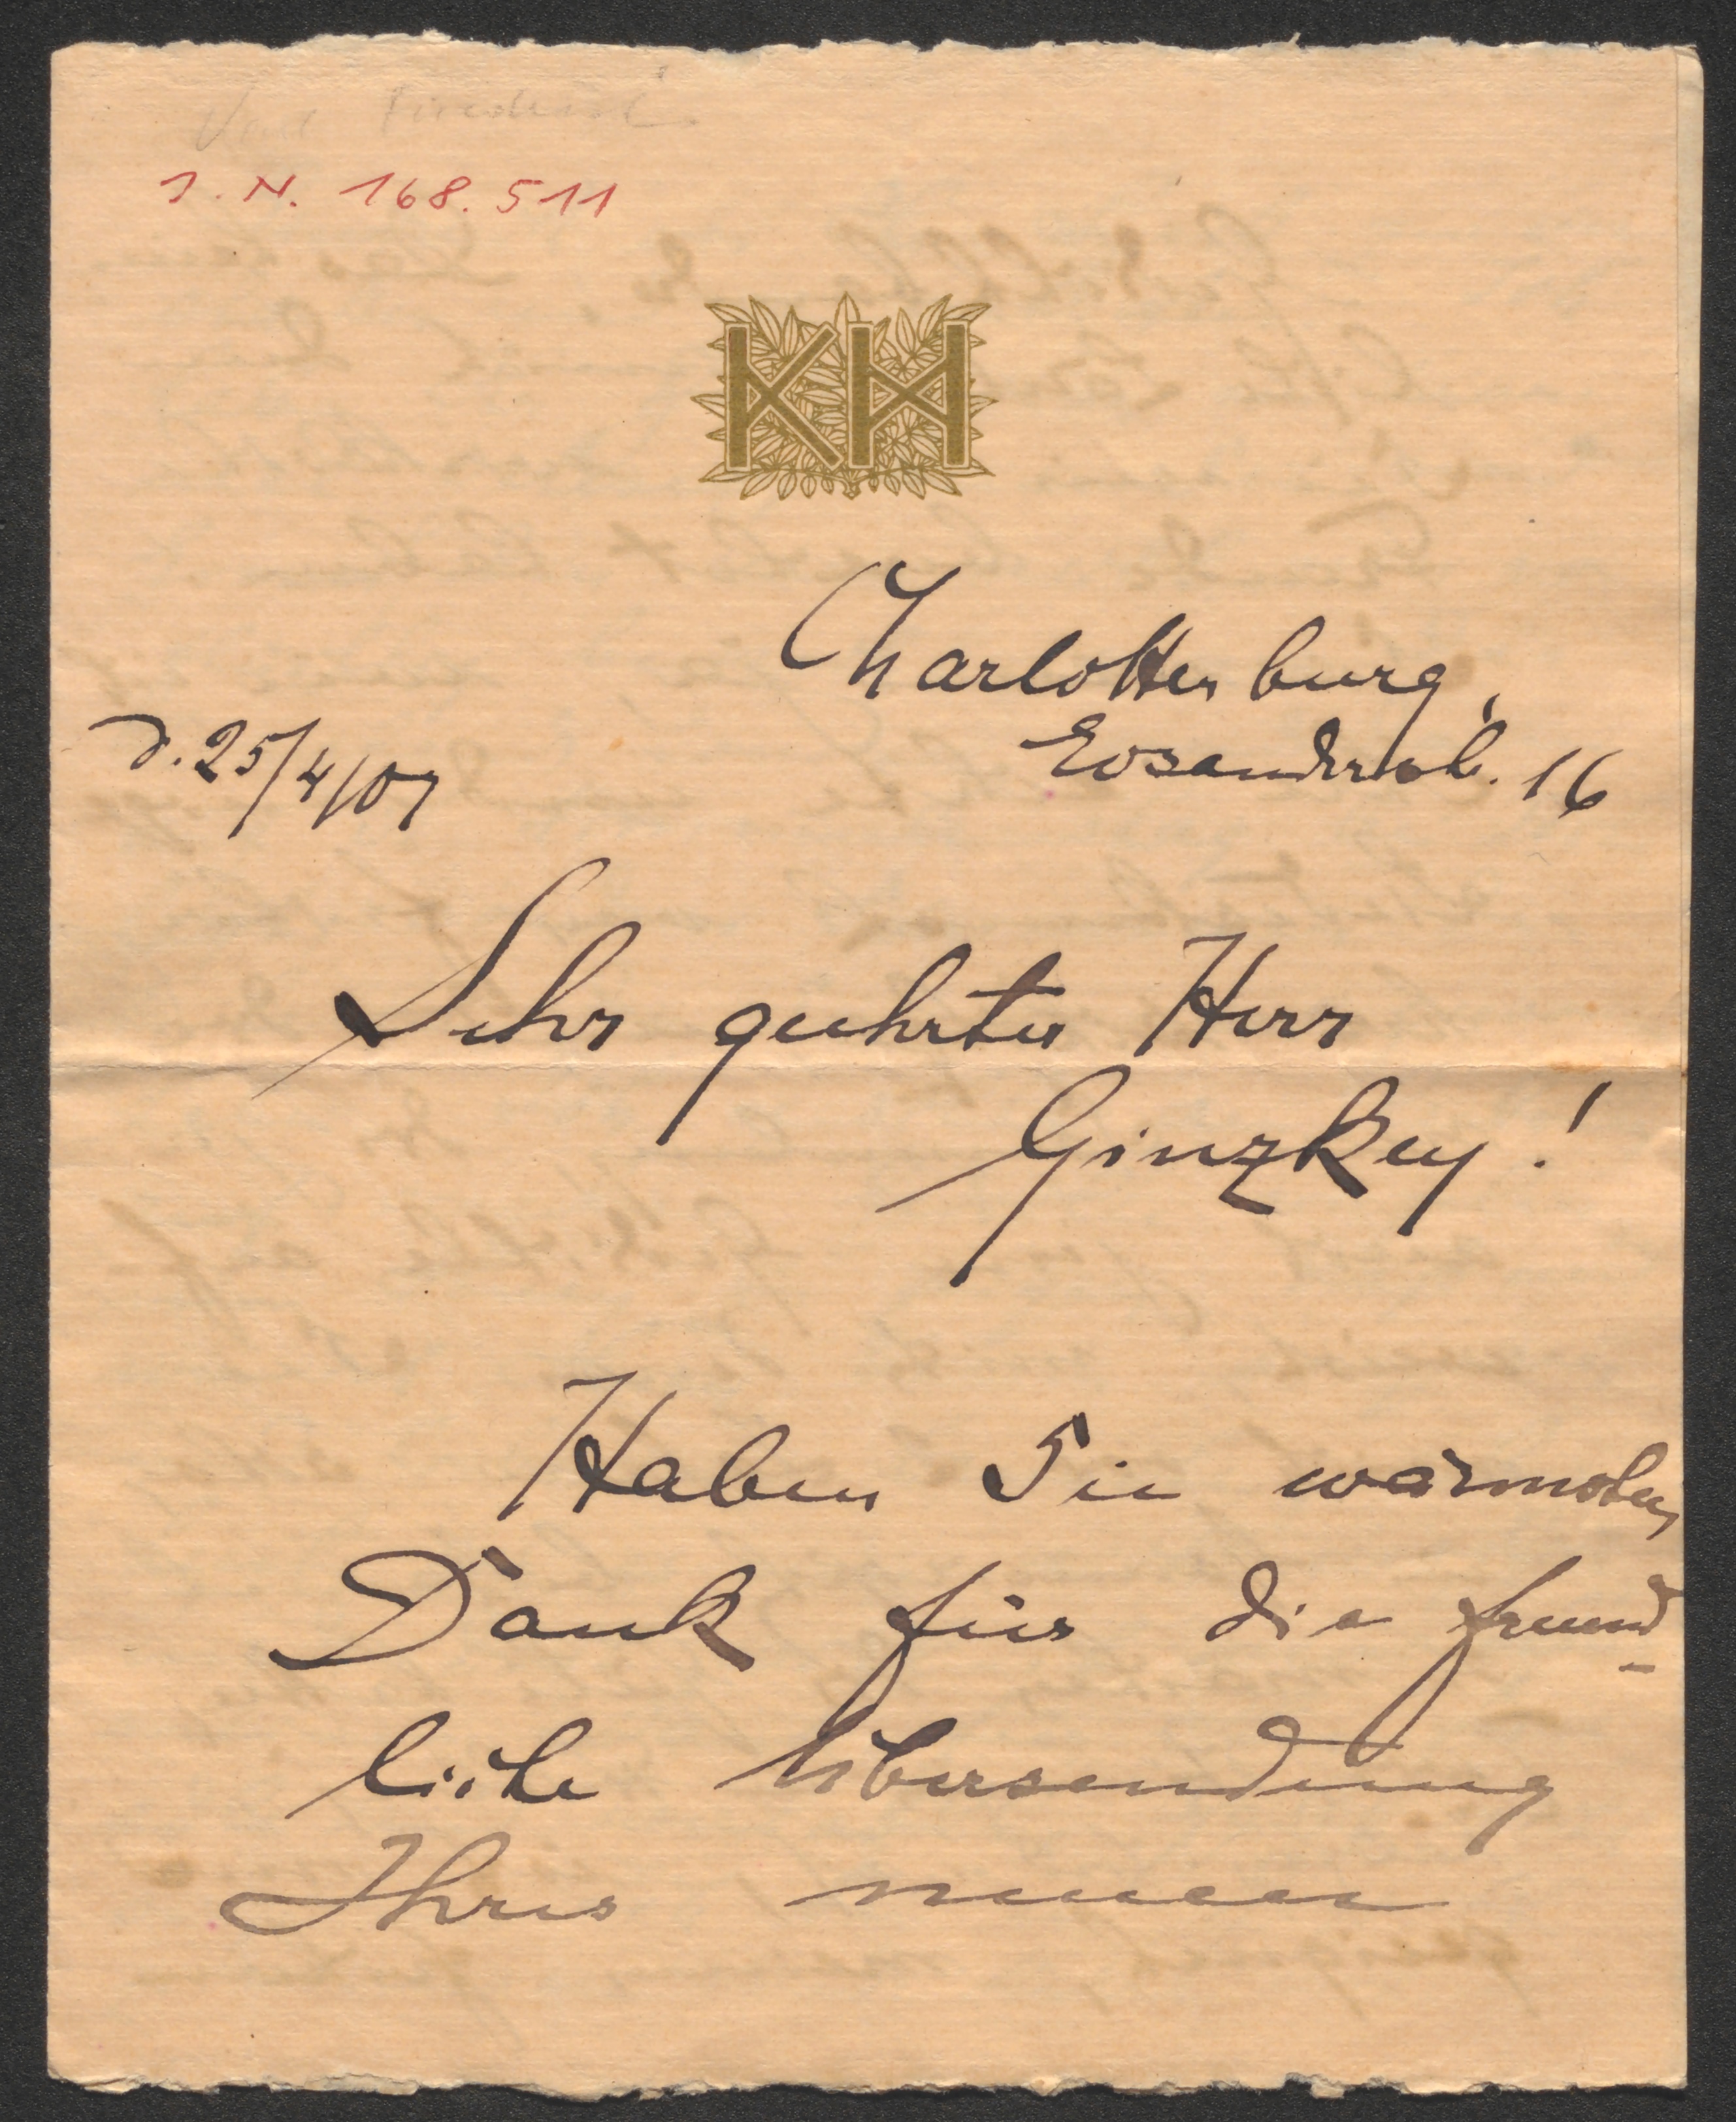 J. N. 168.511
KH
Charlottenburg,
Eosanderstr. 16
d. 25/4/07
Sehr geehrter Herr
Ginzkey!
Haben Sie wärmsten
Dank für die freund
-
liche Übersendung
Ihres neuen